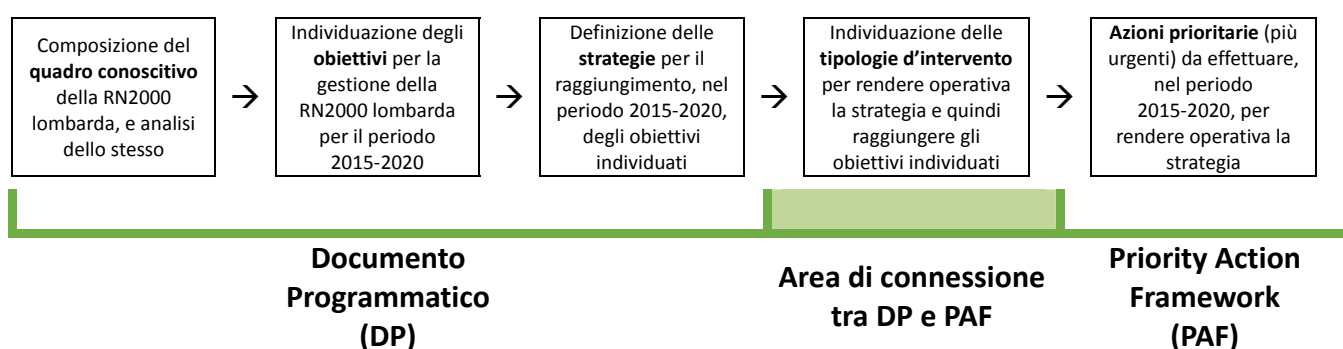 Composizione del
quadro conoscitivo
della RN2000
lombarda, e analisi
dello stesso
→
Individuazione degli
obiettivi per la
gestione della
RN2000 lombarda
per il periodo
2015-2020
→
Definizione delle
strategie per il
raggiungimento, nel
periodo 2015-2020,
degli obiettivi
individuati
→
Individuazione delle
tipologie d’intervento
per rendere operativa
la strategia e quindi
raggiungere gli
obiettivi individuati
→
Azioni prioritarie (più
urgenti) da effettuare,
nel periodo
2015-2020, per
rendere operativa la
strategia
Documento
Programmatico
(DP)
Area di connessione
tra DP e PAF
Priority Action
Framework
(PAF)